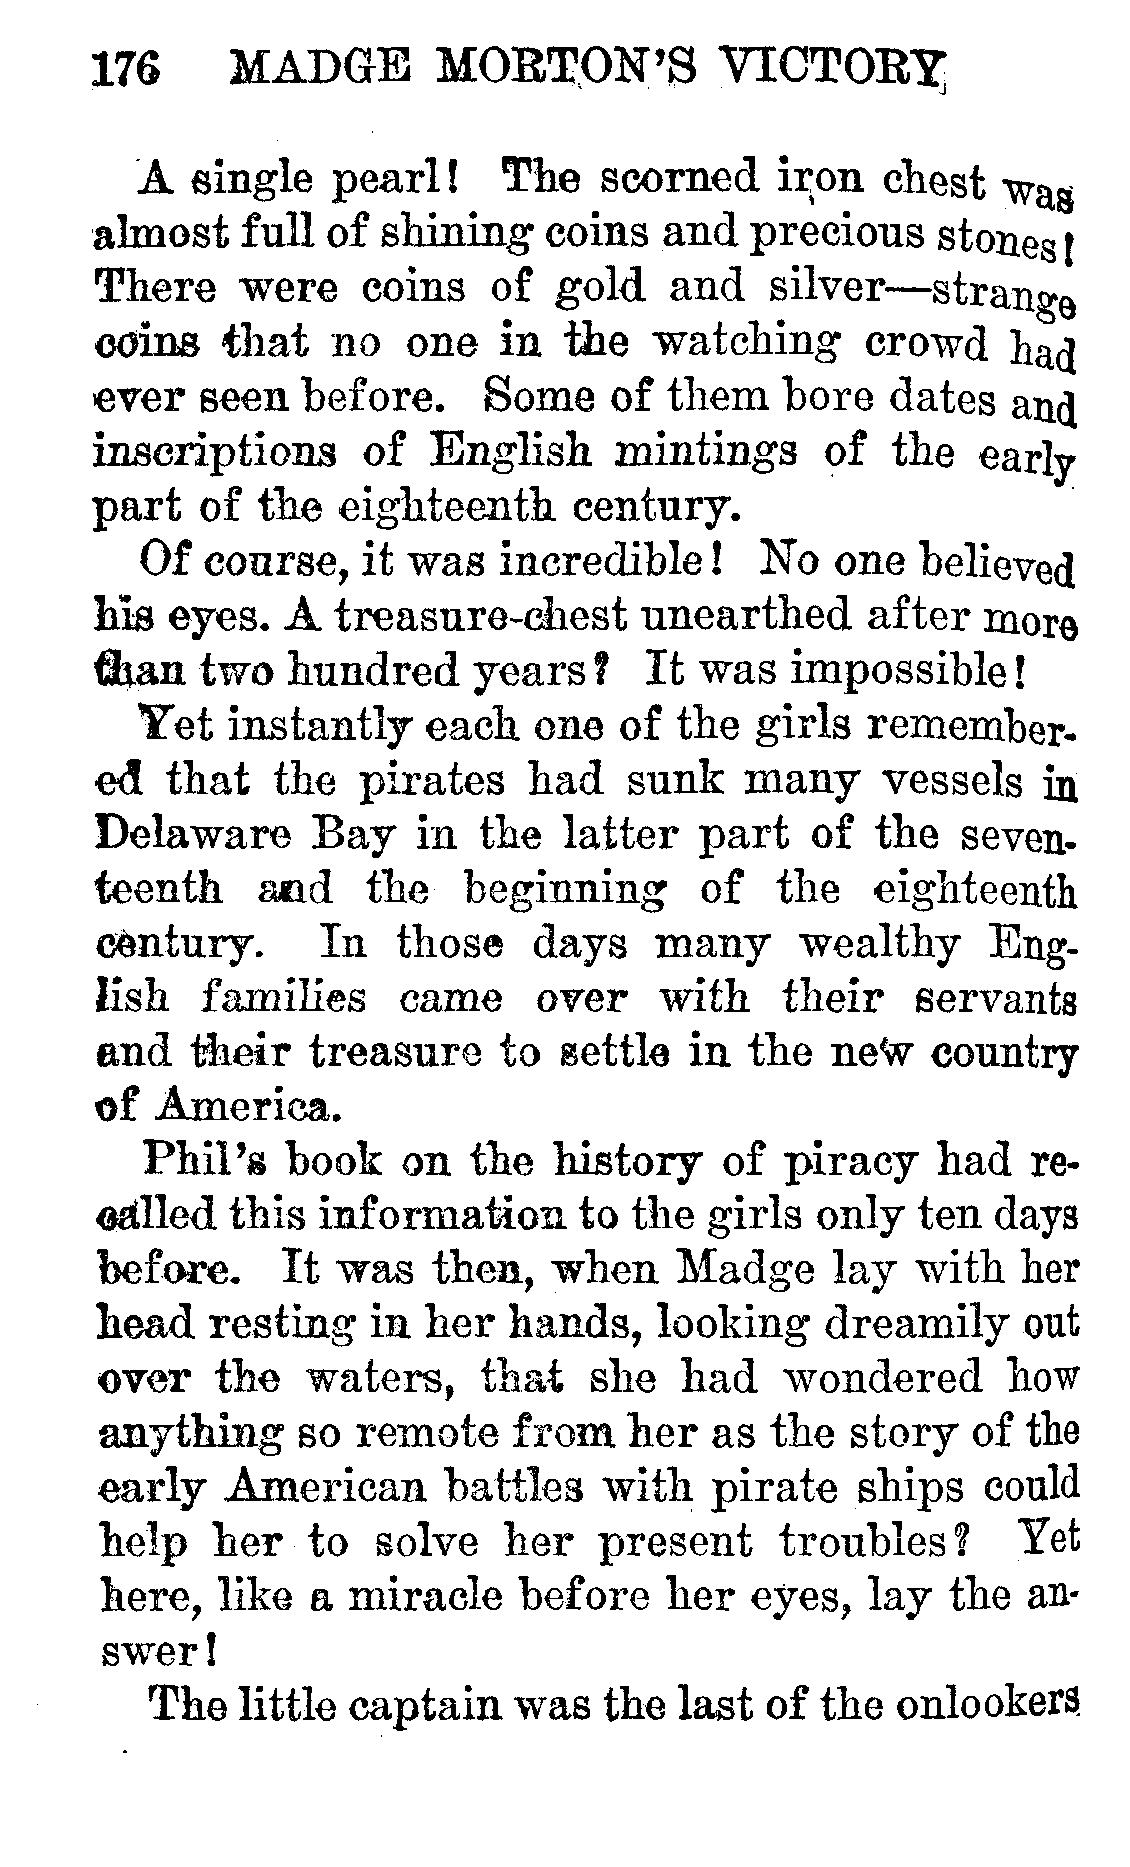 176 MADGE MORTON'S VICTORY
A single pearl! The scorned iron chest was
almost full of shining coins and precious stones!
There were coins of gold and silver—strange
coins that no one in the watching crowd had
ever seen before. Some of them bore dates and
inscriptions of English mintings of the early
part of the eighteenth century.
Of course, it was incredible! No one believed
his eyes. A treasure-chest unearthed after more
than two hundred years? It was impossible!
Yet instantly each one of the girls remember-
ed that the pirates had sunk many vessels in
Delaware Bay in the latter part of the seven-
teenth and the beginning of the eighteenth
century. In those days many wealthy Eng-
lish families came over with their servants
and their treasure to settle in the new country
of America.
Phil's book on the history of piracy had re-
called this information to the girls only ten days
before. It was then, when Madge lay with her
head resting in her hands, looking dreamily out
over the waters, that she had wondered how
anything so remote from her as the story of the
early American battles with pirate ships could
help her to solve her present troubles? Yet
here, like a miracle before her eyes, lay the an-
swer!
The little captain was the last of the onlookers